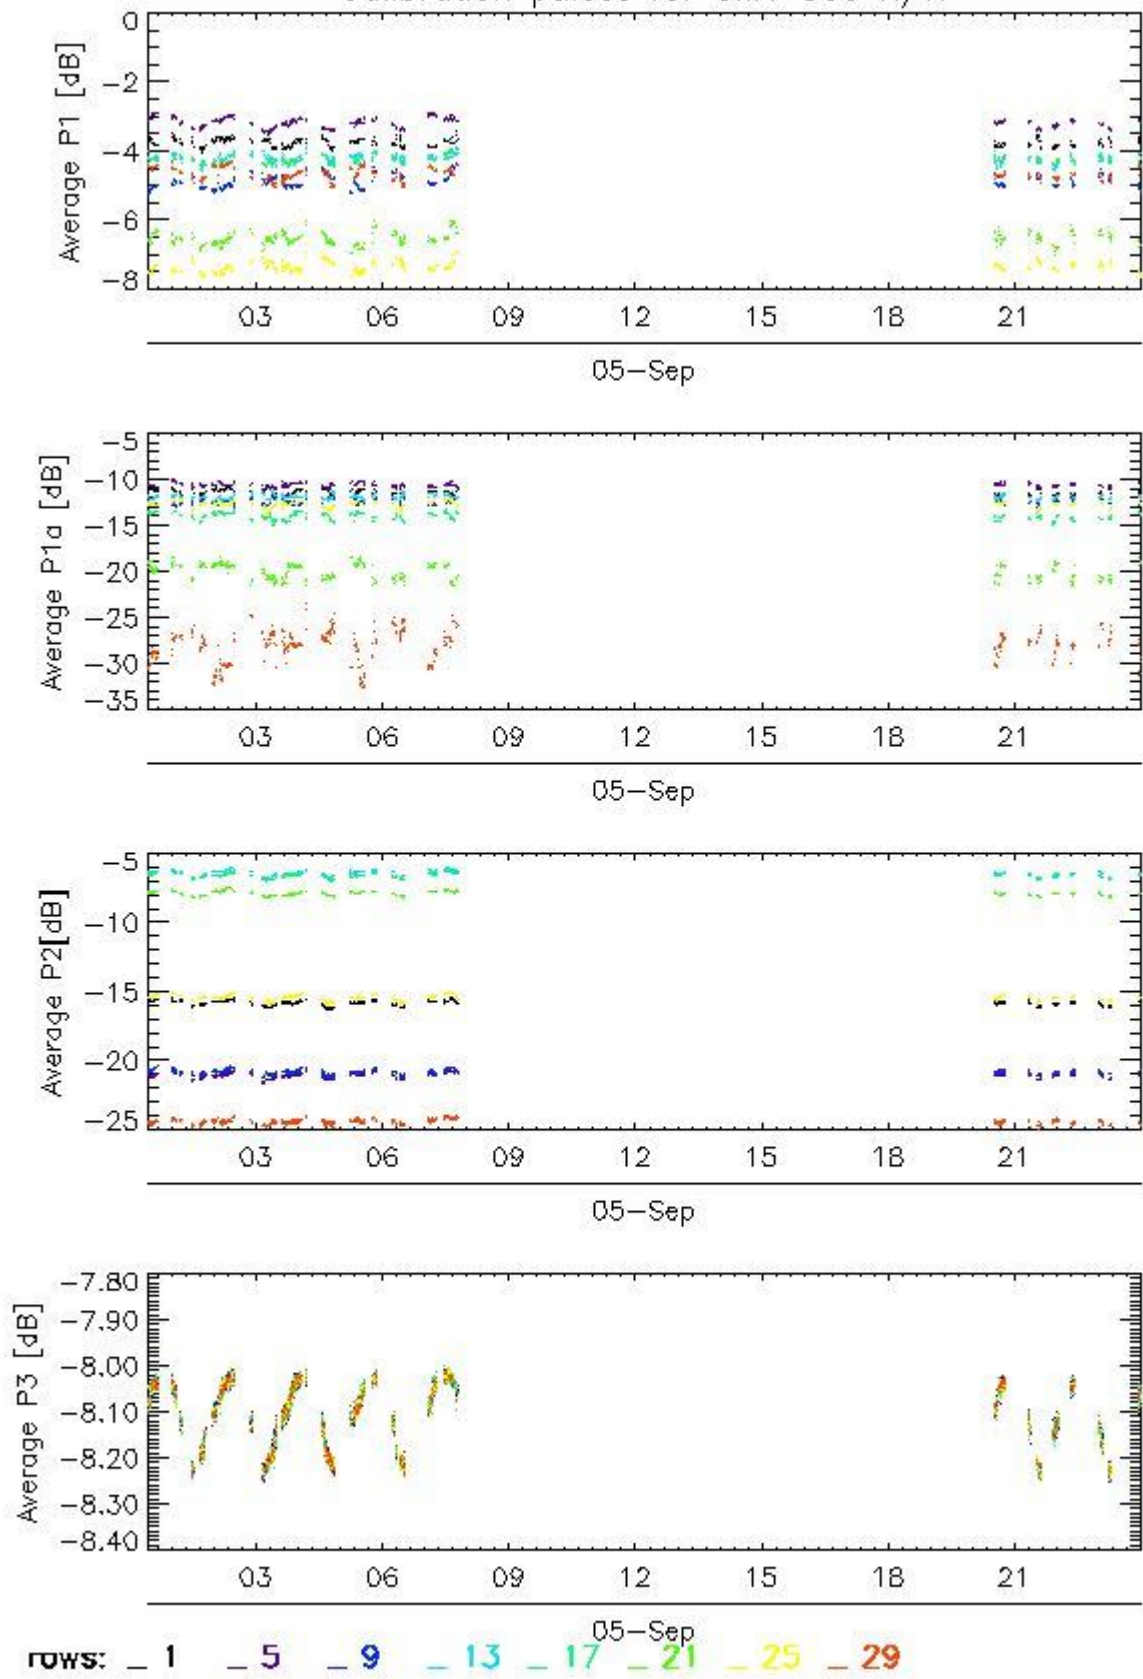 0
-2
-4
-6
-8
Average P1 [dB]
03 06 09 12 15 18 21
05-Sep
-5
-10
-15
-20
-25
-30
-35
Average P1a [dB]
03 06 09 12 15 18 21
05-Sep
-5
-10
-15
-20
-25
Average P2[dB]
03 06 09 12 15 18 21
05-Sep
-7.80
-7.90
-8.00
-8.10
-8.20
-8.30
-8.40
Average P3 [dB]
03 06 09 12 15 18 21
05-Sep
rows: _ 1 _ 5 _ 9 _ 13 _ 17 _ 21 _ 25 _ 29